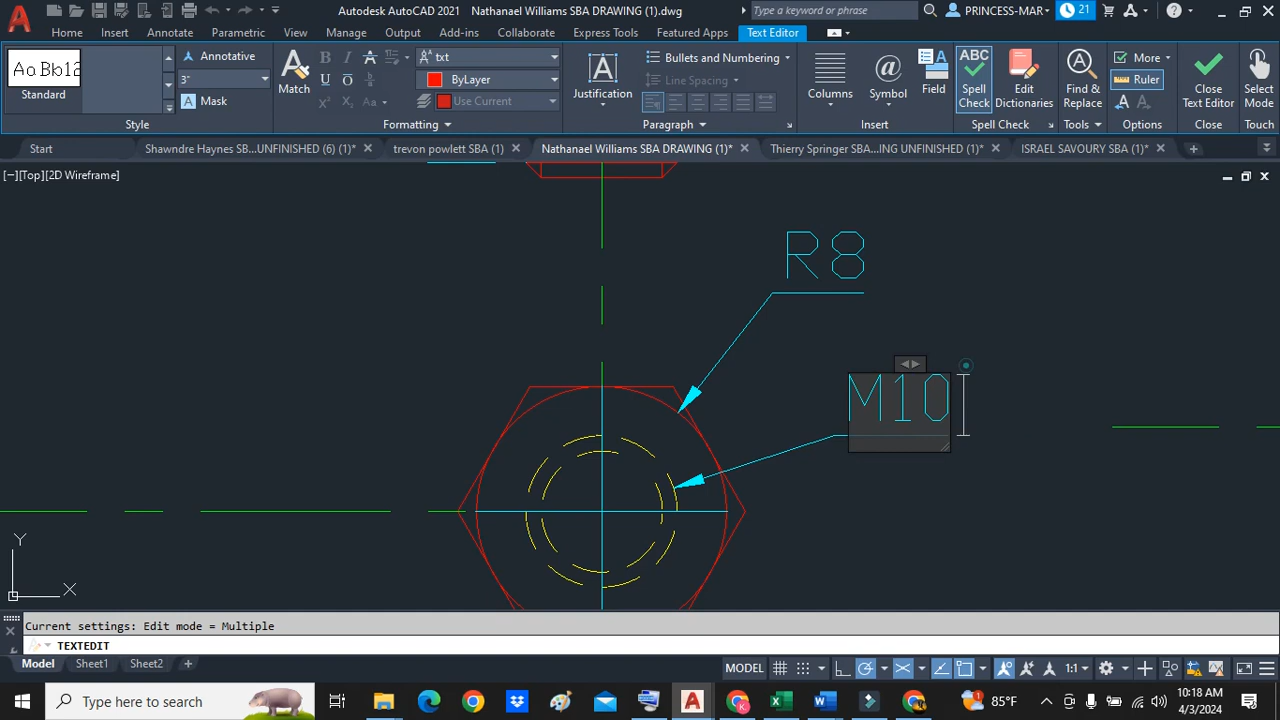 Autodesk AutoCAD 2021 Nathanael Williams SBA DRAWING (1).dwg
Type a keyword or phrase
PRINCESS-MAR
21
Home Insert Annotate Parametric View Manage Output Add-ins Collaborate Express Tools Featured Apps Text Editor
AaBb12
Standard
Annotative
3"
Mask
Style
A
Match
B I A
U O
Aa
txt
ByLayer
Use Current
Formatting
A
Justification
Bullets and Numbering
Line Spacing
Paragraph
Columns
@
Symbol
Field
Insert
ABC
Spell Check
Edit Dictionaries
Spell Check
A
Find & Replace
Tools
More
Ruler
Options
Close Text Editor
Close
Select Mode
Touch
Start
Shawndre Haynes SB...UNFINISHED (6) (1)*
trevon powlett SBA (1)
Nathanael Williams SBA DRAWING (1)*
Thierry Springer SBA...ING UNFINISHED)*
ISRAEL SAVOURY SBA (1)*
[−][Top][2D Wireframe]
R8
M10
Y
X
Current settings: Edit mode = Multiple
TEXTEDIT
Model Sheet1 Sheet2 +
MODEL
1:1
Type here to search
85°F
10:18 AM
4/3/2024